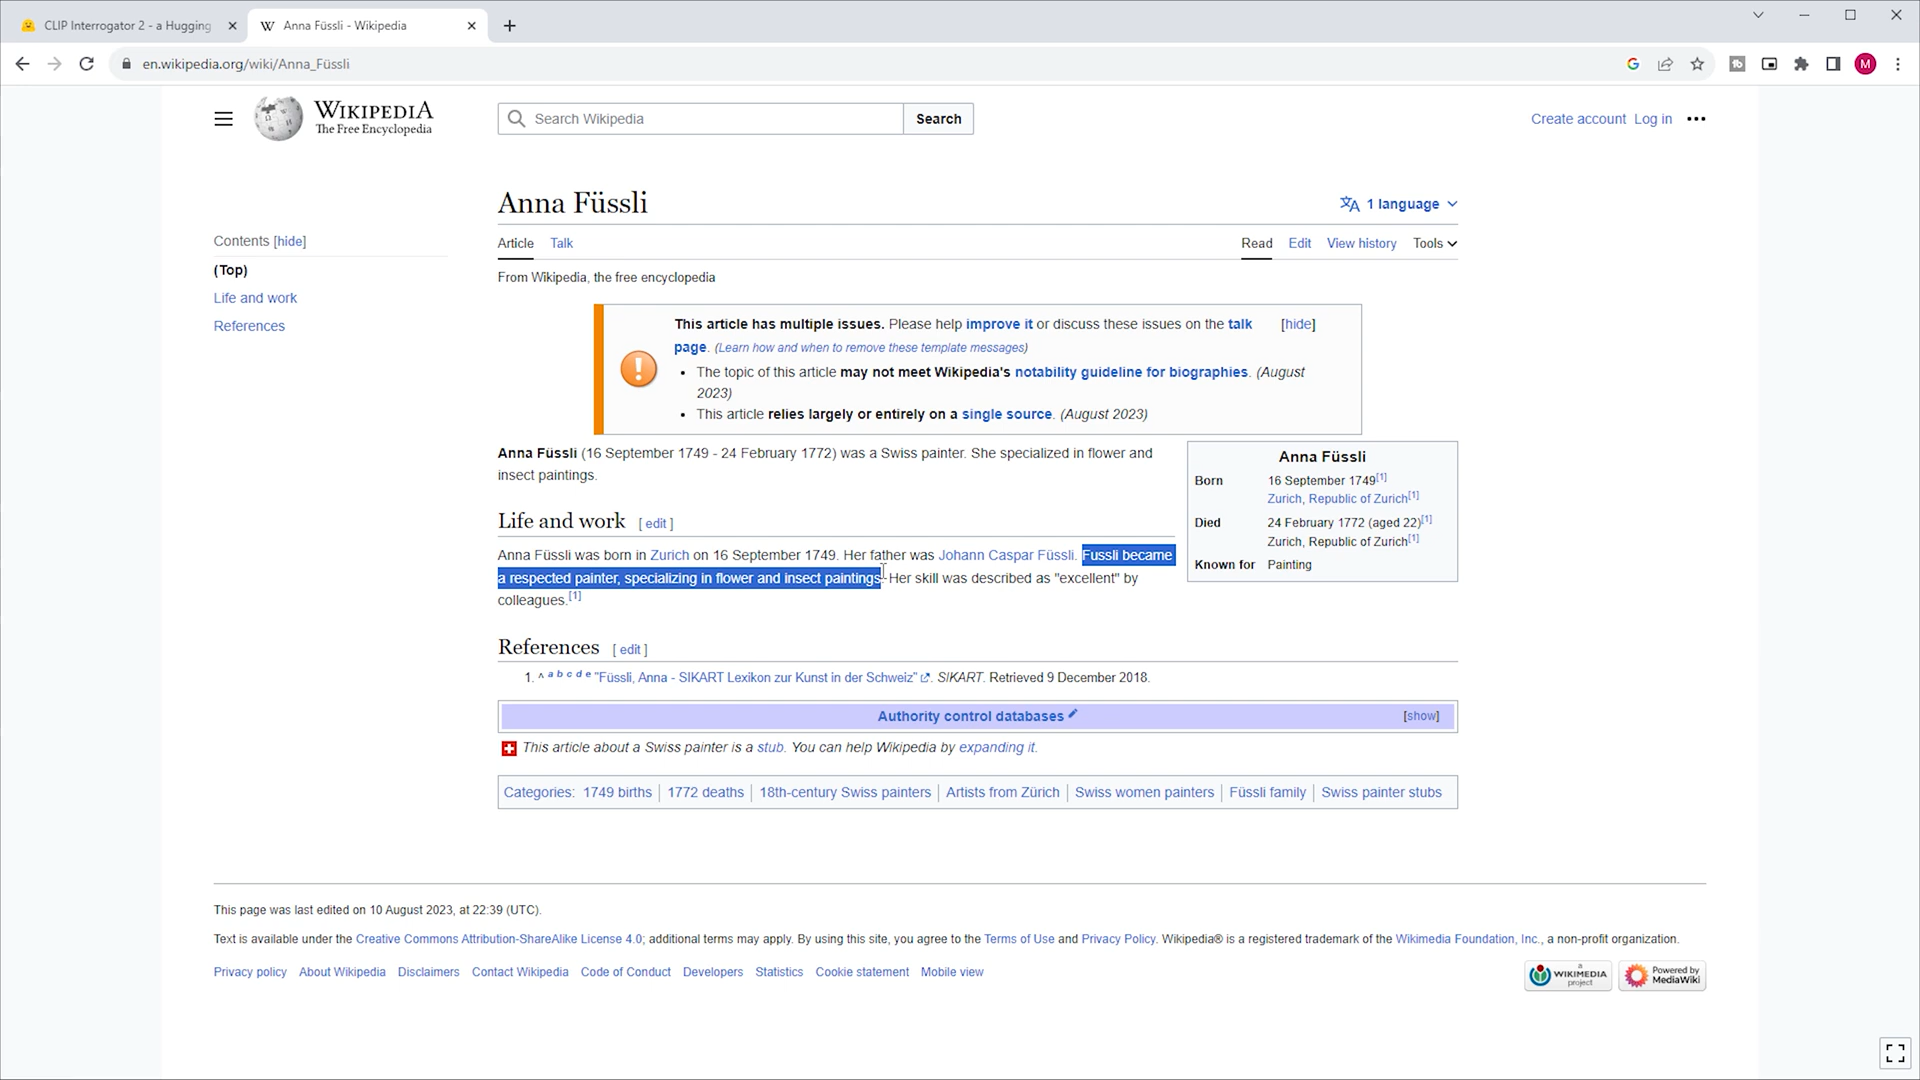 CLIP Interrogator 2 - a Hugging
Anna Füssli - Wikipedia
en.wikipedia.org/wiki/Anna_Füssli
M
WIKIPEDIA
The Free Encyclopedia
Search Wikipedia
Search
Create account Log in
Anna Füssli
1 language
Contents [hide]
(Top)
Life and work
References
Article Talk
Read Edit View history Tools
From Wikipedia, the free encyclopedia
This article has multiple issues. Please help improve it or discuss these issues on the talk [hide]
page. (Learn how and when to remove these template messages)
• The topic of this article may not meet Wikipedia's notability guideline for biographies. (August
2023)
• This article relies largely or entirely on a single source. (August 2023)
Anna Füssli (16 September 1749 - 24 February 1772) was a Swiss painter. She specialized in flower and
insect paintings.
Anna Füssli
Born 16 September 1749[1]
Zurich, Republic of Zurich[1]
Died 24 February 1772 (aged 22)[1]
Zurich, Republic of Zurich[1]
Known for Painting
Life and work [ edit ]
Anna Füssli was born in Zurich on 16 September 1749. Her father was Johann Caspar Füssli. Fussli became
a respected painter, specializing in flower and insect paintings. Her skill was described as "excellent" by
colleagues.[1]
References [ edit ]
1. ^ a b c d e "Füssli, Anna - SIKART Lexikon zur Kunst in der Schweiz". SIKART. Retrieved 9 December 2018.
Authority control databases [show]
This article about a Swiss painter is a stub. You can help Wikipedia by expanding it.
Categories: 1749 births | 1772 deaths | 18th-century Swiss painters | Artists from Zürich | Swiss women painters | Füssli family | Swiss painter stubs
This page was last edited on 10 August 2023, at 22:39 (UTC).
Text is available under the Creative Commons Attribution-ShareAlike License 4.0; additional terms may apply. By using this site, you agree to the Terms of Use and Privacy Policy. Wikipedia® is a registered trademark of the Wikimedia Foundation, Inc., a non-profit organization.
Privacy policy About Wikipedia Disclaimers Contact Wikipedia Code of Conduct Developers Statistics Cookie statement Mobile view
a
WIKIMEDIA
project
Powered by
MediaWiki